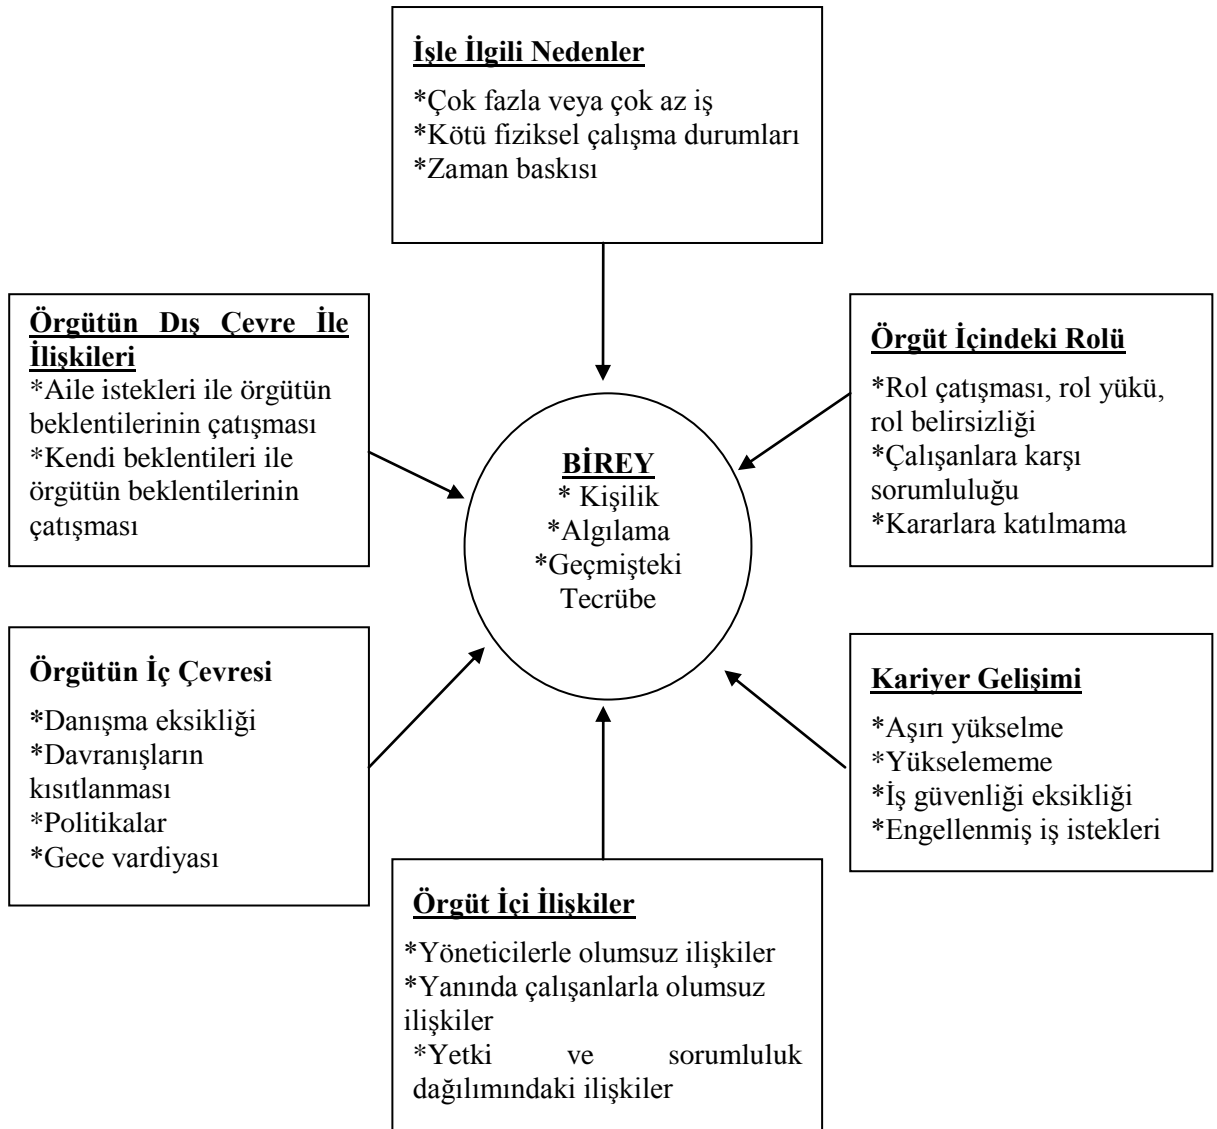 İşle İlgili Nedenler
*Çok fazla veya çok az iş
*Kötü fiziksel çalışma durumları
*Zaman baskısı
Örgütün Dış Çevre İle
İlişkileri
*Aile istekleri ile örgütün
beklentilerinin çatışması
*Kendi beklentileri ile
örgütün beklentilerinin
çatışması
Örgüt İçindeki Rolü
*Rol çatışması, rol yükü,
rol belirsizliği
*Çalışanlara karşı
sorumluluğu
*Kararlara katılmama
BİREY
* Kişilik
*Algılama
*Geçmişteki
Tecrübe
Örgütün İç Çevresi
*Danışma eksikliği
*Davranışların
kısıtlanması
*Politikalar
*Gece vardiyası
Kariyer Gelişimi
*Aşırı yükselme
*Yükselememe
*İş güvenliği eksikliği
*Engellenmiş iş istekleri
Örgüt İçi İlişkiler
*Yöneticilerle olumsuz ilişkiler
*Yanında çalışanlarla olumsuz
ilişkiler
*Yetki ve sorumluluk
dağılımındaki ilişkiler